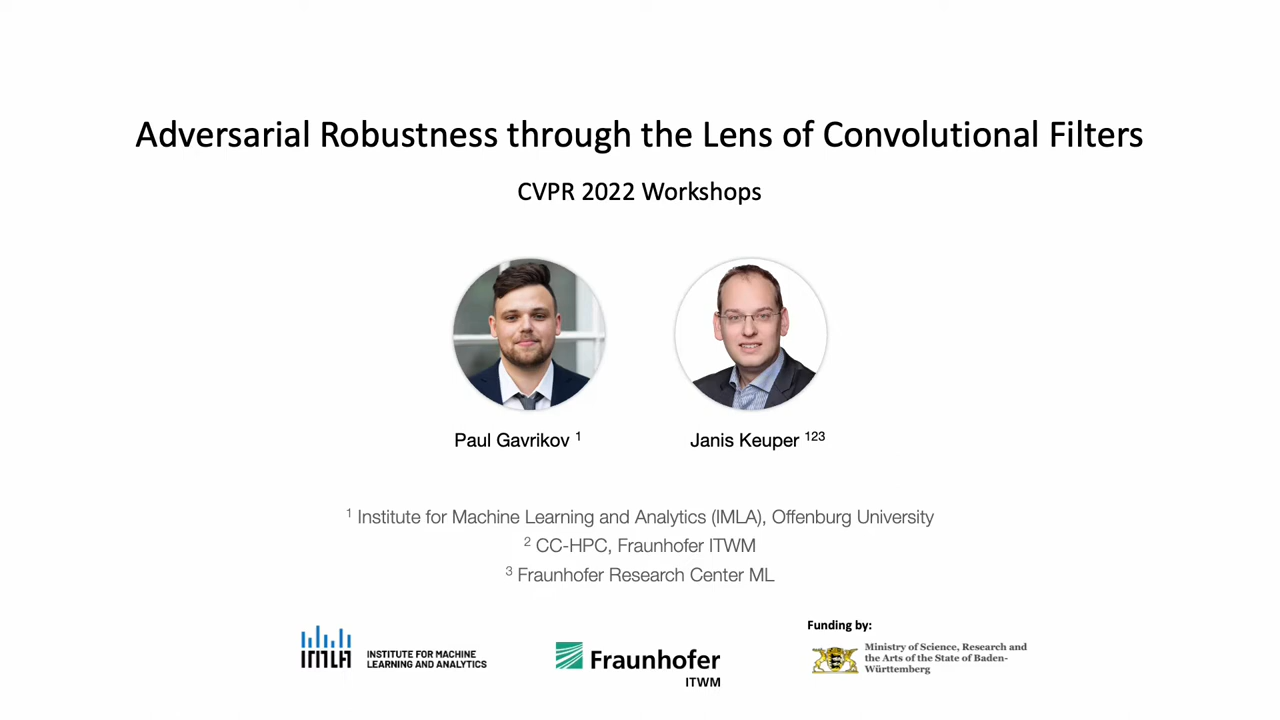 Adversarial Robustness through the Lens of Convolutional Filters
CVPR 2022 Workshops
Paul Gavrikov ¹
Janis Keuper ¹²³
¹ Institute for Machine Learning and Analytics (IMLA), Offenburg University
² CC-HPC, Fraunhofer ITWM
³ Fraunhofer Research Center ML
IMLA
INSTITUTE FOR MACHINE
LEARNING AND ANALYTICS
Fraunhofer
ITWM
Funding by:
Ministry of Science, Research and
the Arts of the State of Baden-
Württemberg